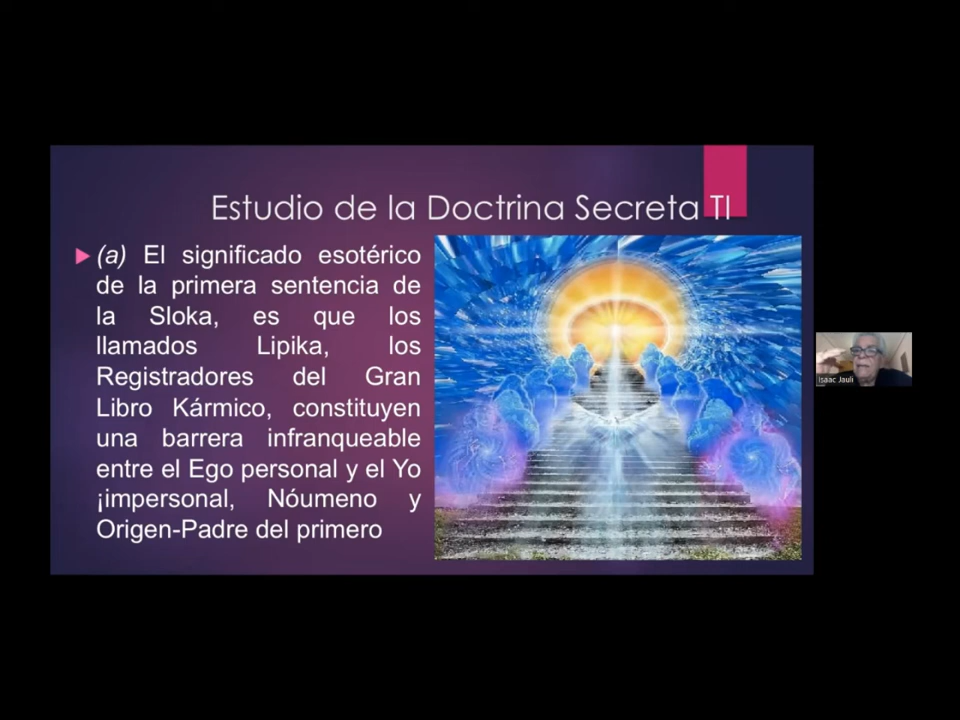 Estudio de la Doctrina Secreta TI
(a) El significado esotérico
de la primera sentencia de
la Sloka, es que los
llamados Lipika, los
Registradores del Gran
Libro Kármico, constituyen
una barrera infranqueable
entre el Ego personal y el Yo
¡impersonal, Nóumeno y
Origen-Padre del primero
Isaac Jauli